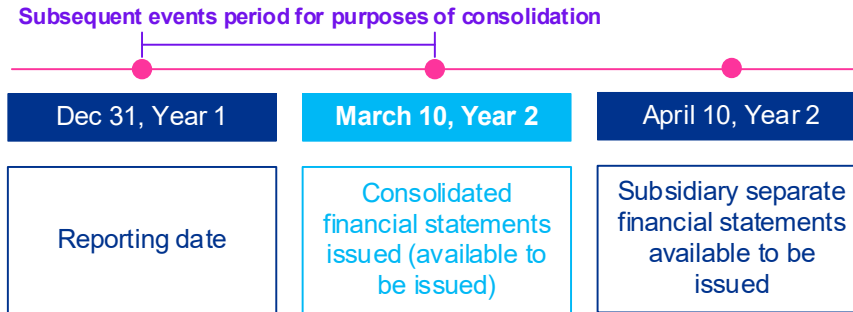 Subsequent events period for purposes of consolidation
Dec 31, Year 1
March 10, Year 2
April 10, Year 2
Reporting date
Consolidated
financial statements
issued (available to
be issued)
Subsidiary separate
financial statements
available to be
issued